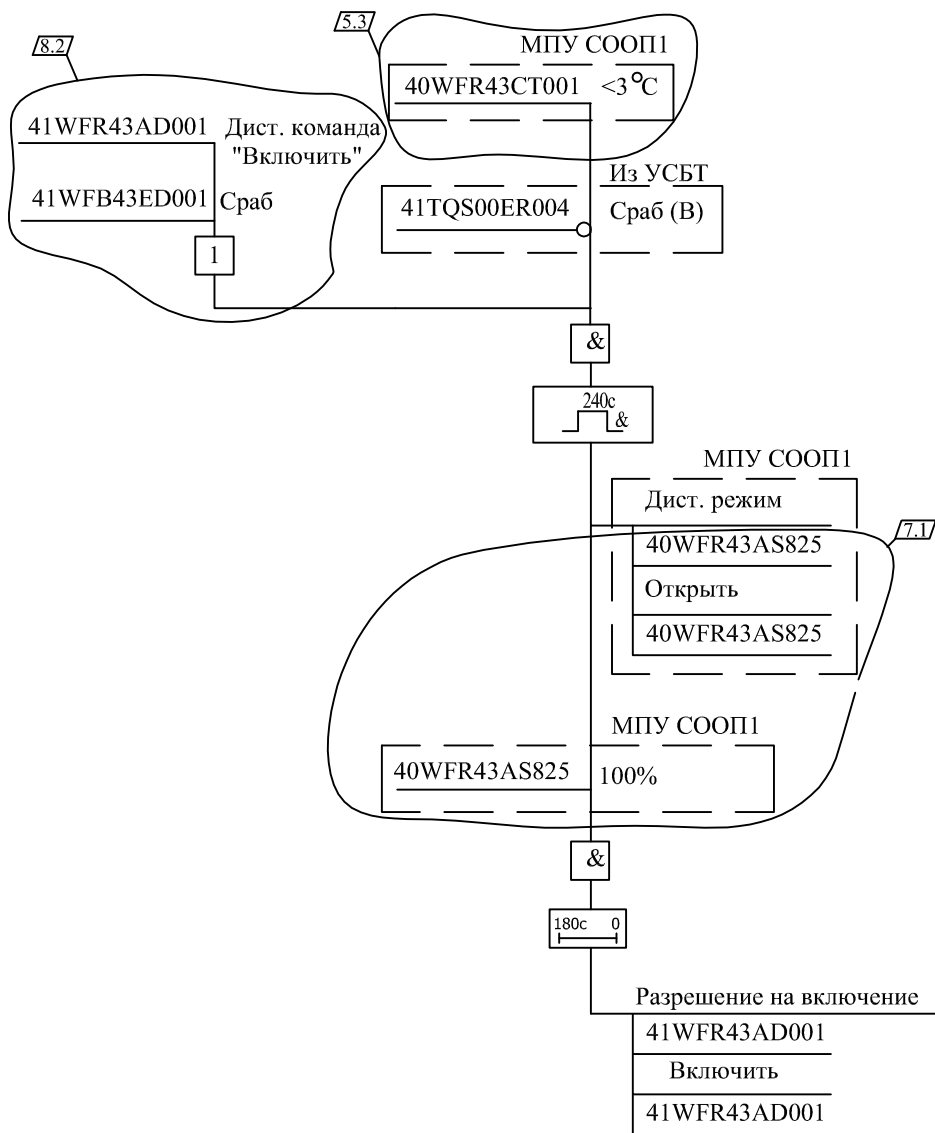 5.3
8.2
МПУ СООП1
40WFR43CT001 <3°C
41WFR43AD001 Дист. команда
"Включить"
41WFB43ED001 Сраб
Из УСБТ
41TQS00ER004 Сраб (В)
1
&
240с
&
МПУ СООП1
Дист. режим
7.1
40WFR43AS825
Открыть
40WFR43AS825
МПУ СООП1
40WFR43AS825 100%
&
180с 0
Разрешение на включение
41WFR43AD001
Включить
41WFR43AD001